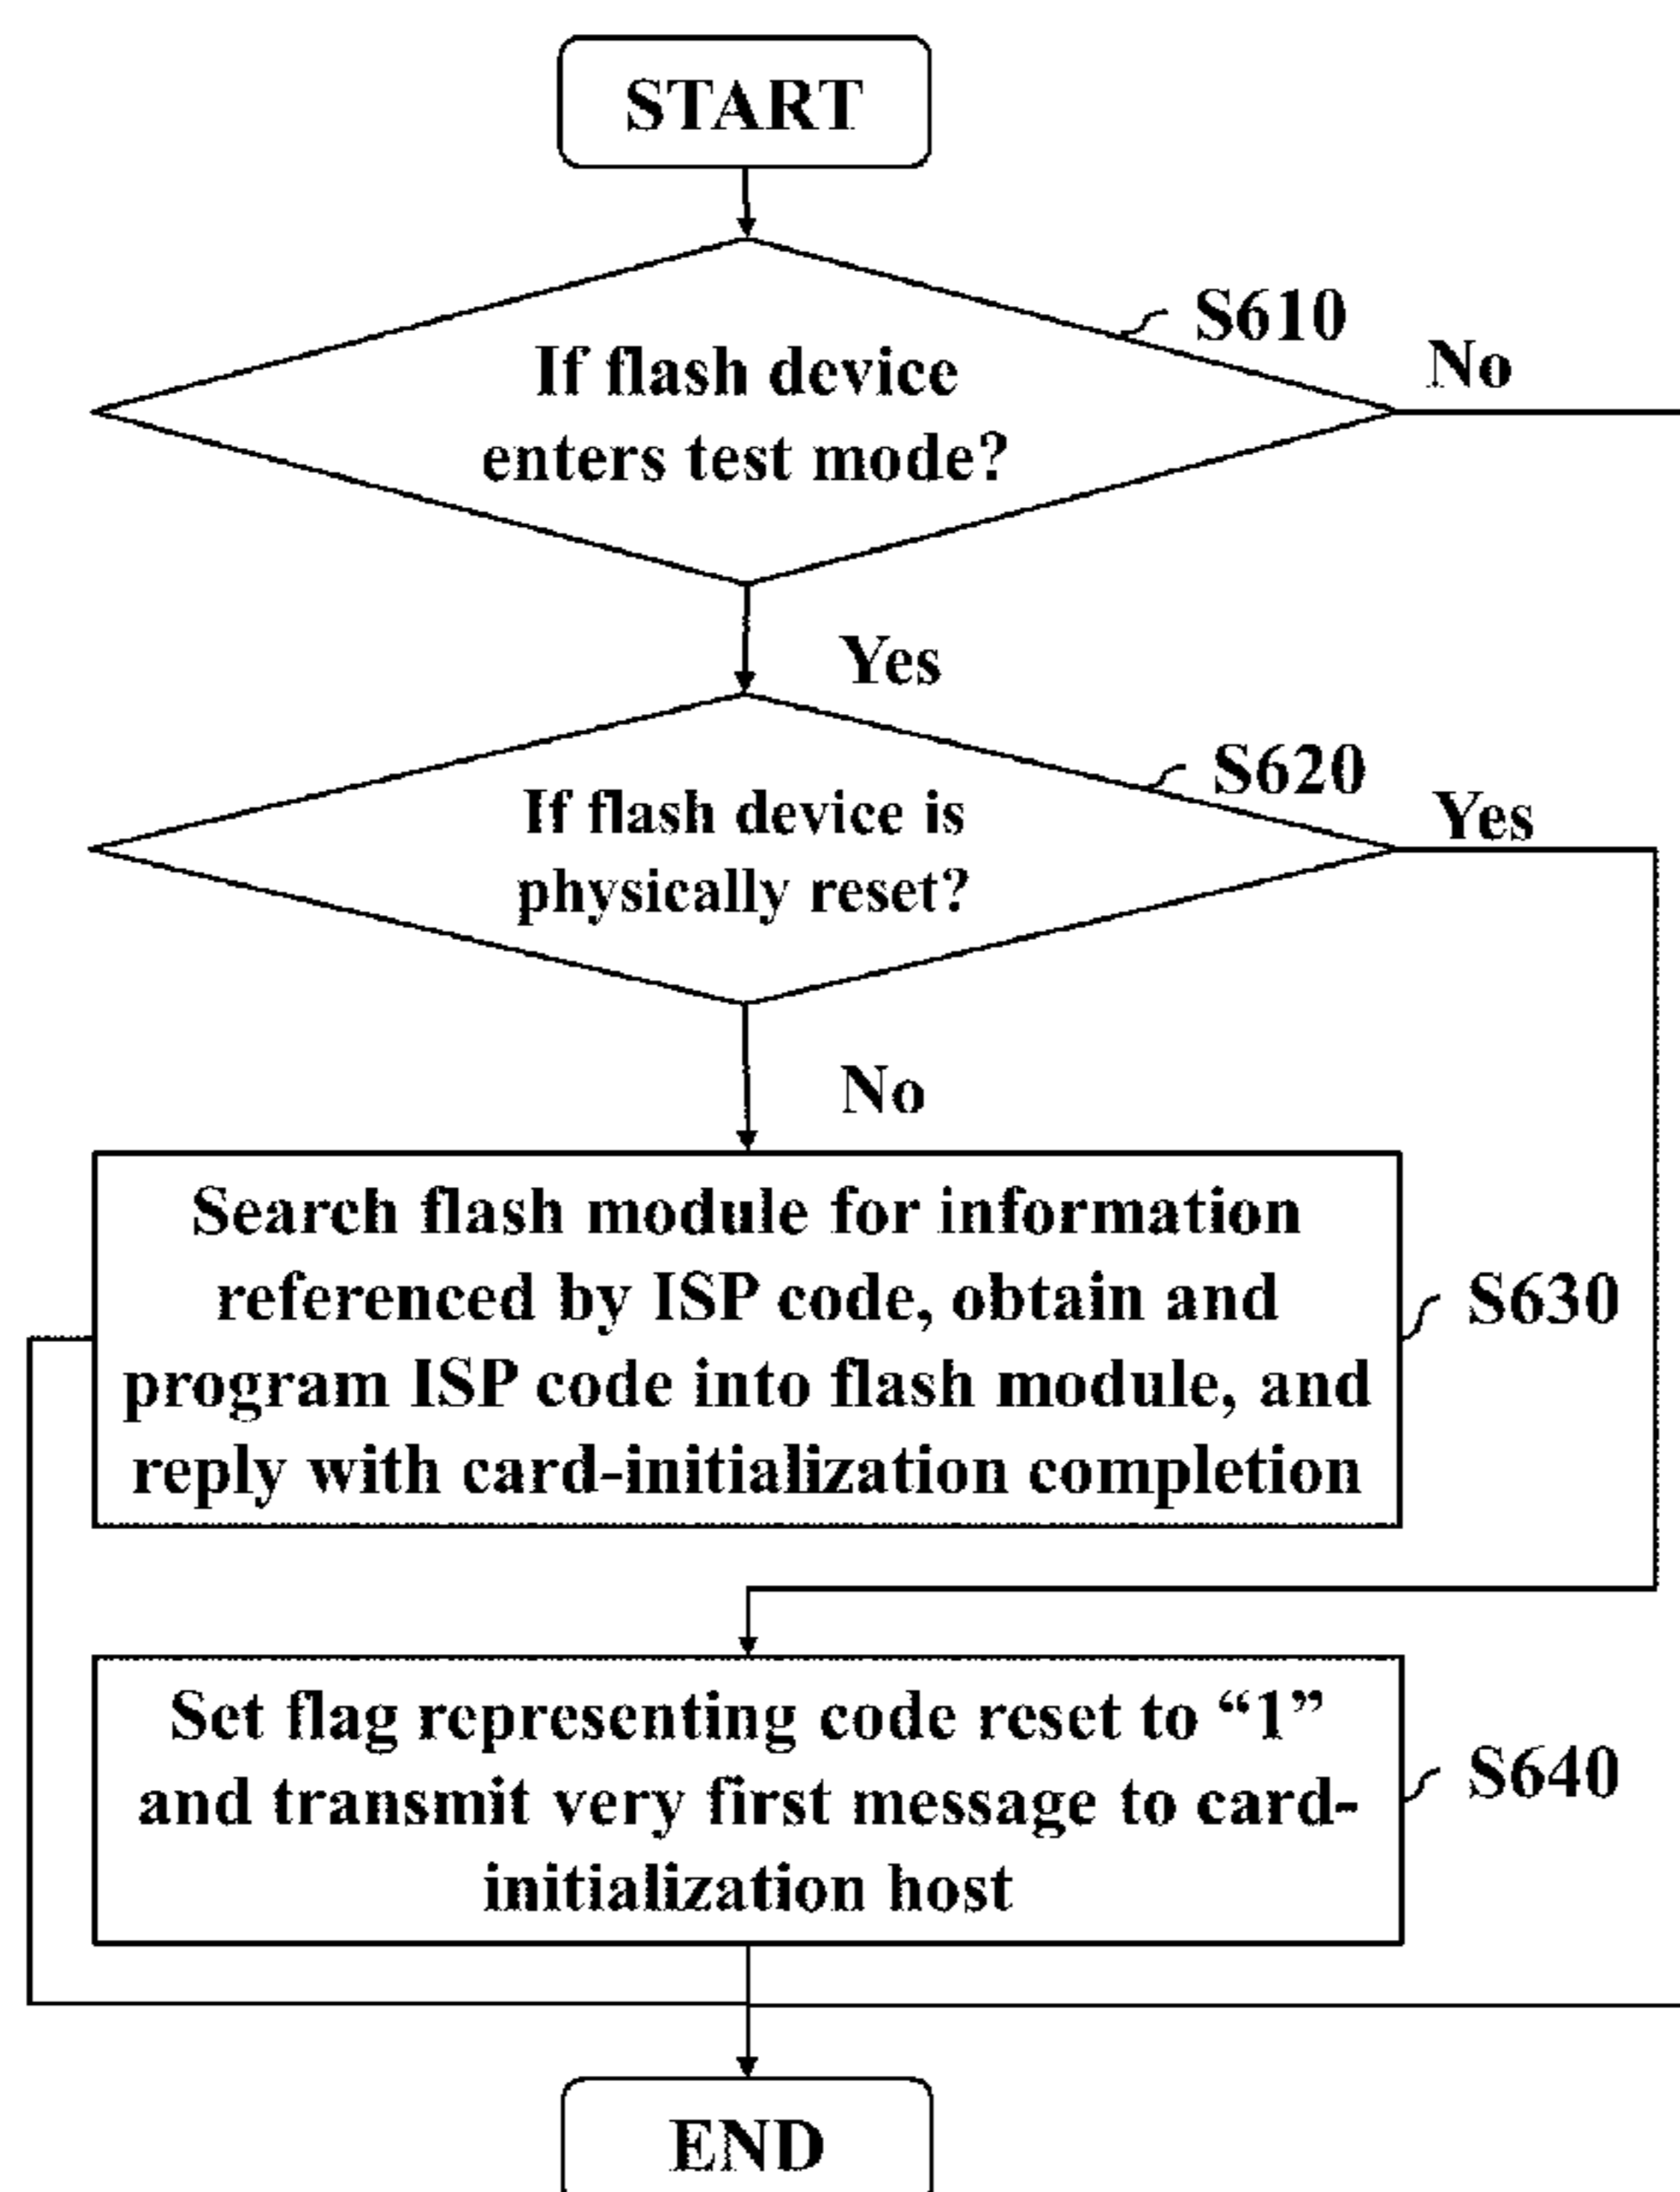 START
S610
No
If flash device
enters test mode?
Yes
S620
Yes
If flash device is
physically reset?
No
Search flash module for information
referenced by ISP code, obtain and
program ISP code into flash module, and
reply with card-initialization completion
S630
Set flag representing code reset to “1”
and transmit very first message to card-
initialization host
S640
END